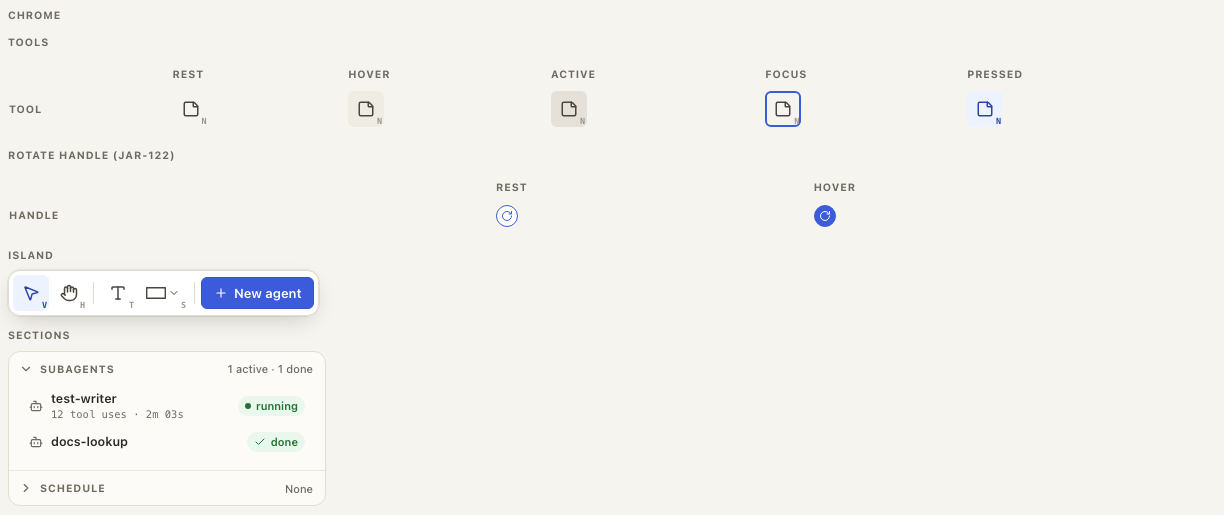 CHROME
TOOLS
REST HOVER ACTIVE FOCUS PRESSED
TOOL N N N N N
ROTATE HANDLE (JAR-122)
REST HOVER
HANDLE
ISLAND
V H T S New agent
SECTIONS
SUBAGENTS 1 active · 1 done
test-writer running
12 tool uses · 2m 03s
docs-lookup done
SCHEDULE None